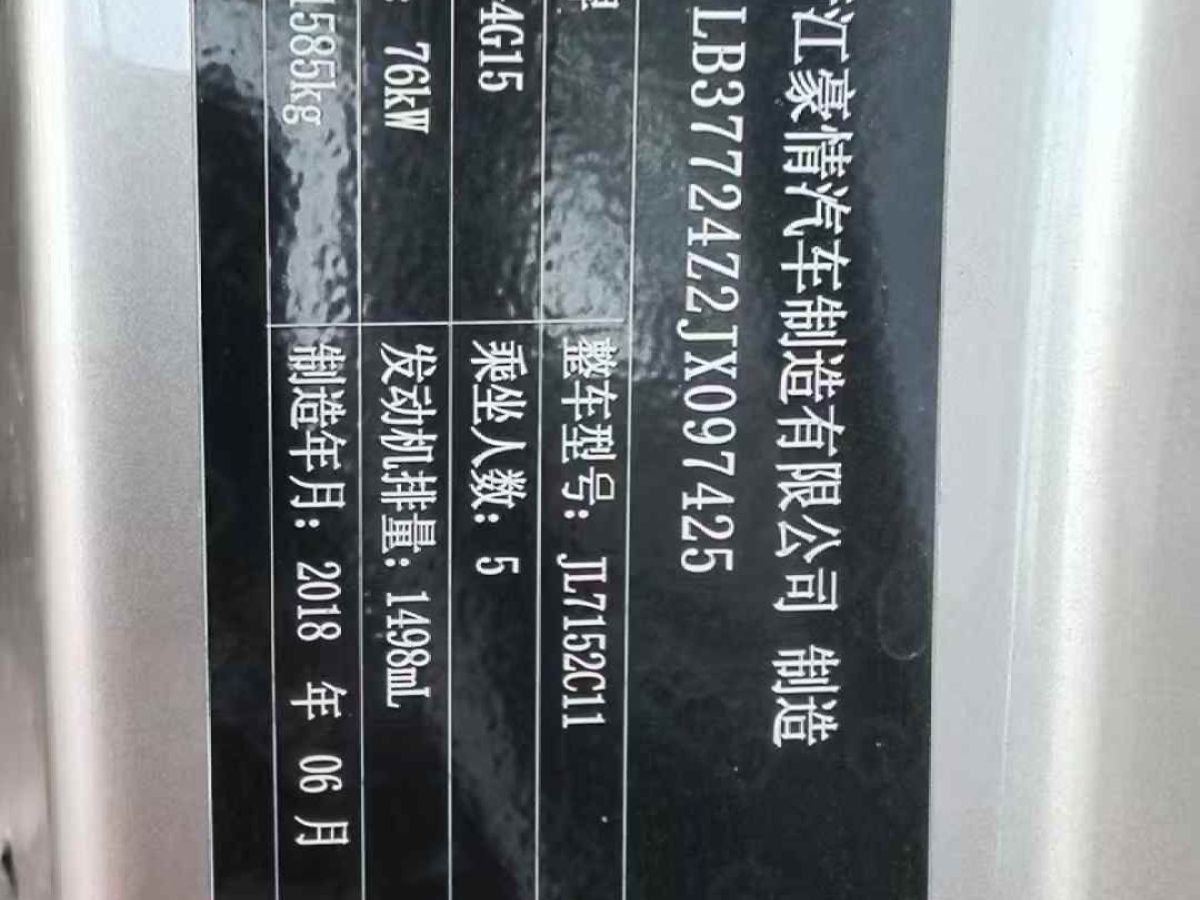 江豪情汽车制造有限公司 制造
LB37724Z2JX097425
整车型号: JL7152C11
4G15 乘坐人数: 5
: 76kW 发动机排量: 1498mL
1585kg 制造年月: 2018 年 06 月